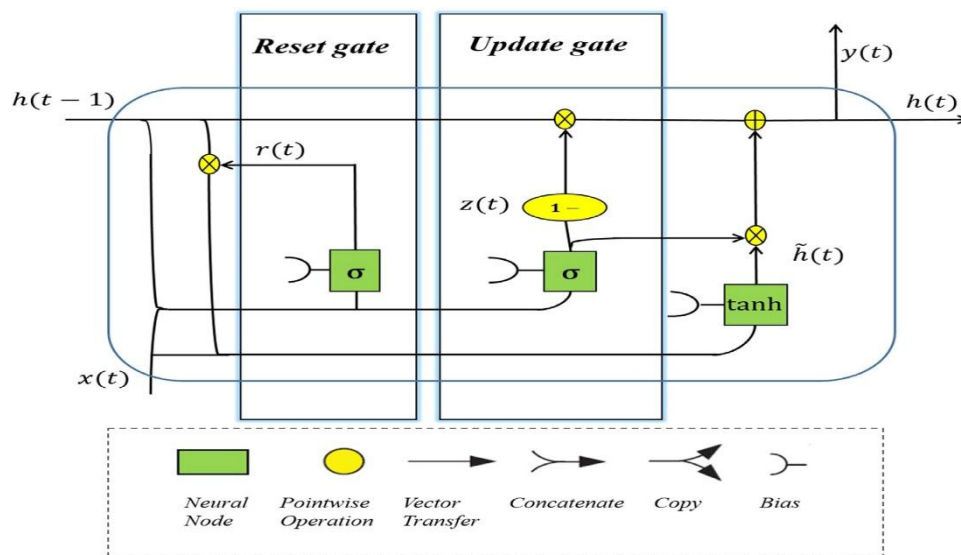 Reset gate
Update gate
y(t)
h(t − 1)
h(t)
r(t)
z(t)
1 −
h̃(t)
σ
σ
tanh
x(t)
Neural Node
Pointwise Operation
Vector Transfer
Concatenate
Copy
Bias